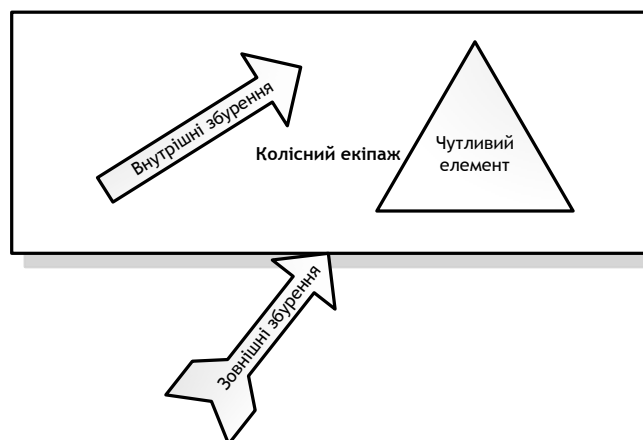 Внутрішні збурення
Колісний екіпаж
Чутливий
елемент
Зовнішні збурення